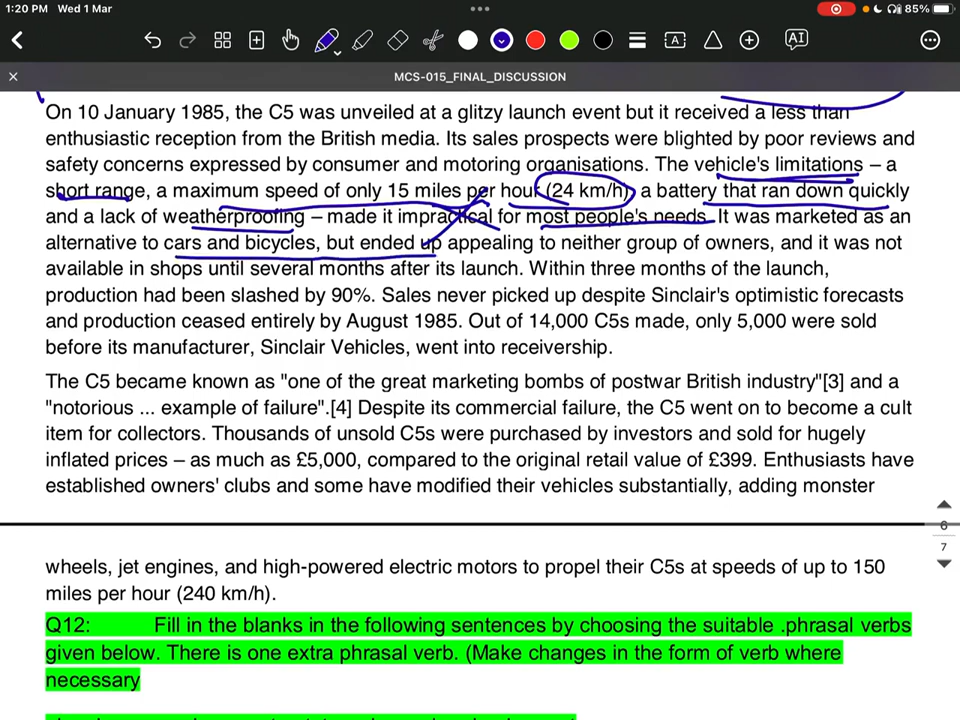 1:20 PM Wed 1 Mar
85%
A
AI
MCS-015_FINAL_DISCUSSION
On 10 January 1985, the C5 was unveiled at a glitzy launch event but it received a less than
enthusiastic reception from the British media. Its sales prospects were blighted by poor reviews and
safety concerns expressed by consumer and motoring organisations. The vehicle's limitations – a
short range, a maximum speed of only 15 miles per hour (24 km/h), a battery that ran down quickly
and a lack of weatherproofing – made it impractical for most people's needs. It was marketed as an
alternative to cars and bicycles, but ended up appealing to neither group of owners, and it was not
available in shops until several months after its launch. Within three months of the launch,
production had been slashed by 90%. Sales never picked up despite Sinclair's optimistic forecasts
and production ceased entirely by August 1985. Out of 14,000 C5s made, only 5,000 were sold
before its manufacturer, Sinclair Vehicles, went into receivership.
The C5 became known as "one of the great marketing bombs of postwar British industry"[3] and a
"notorious ... example of failure".[4] Despite its commercial failure, the C5 went on to become a cult
item for collectors. Thousands of unsold C5s were purchased by investors and sold for hugely
inflated prices – as much as £5,000, compared to the original retail value of £399. Enthusiasts have
established owners' clubs and some have modified their vehicles substantially, adding monster
6
7
wheels, jet engines, and high-powered electric motors to propel their C5s at speeds of up to 150
miles per hour (240 km/h).
Q12: Fill in the blanks in the following sentences by choosing the suitable .phrasal verbs
given below. There is one extra phrasal verb. (Make changes in the form of verb where
necessary